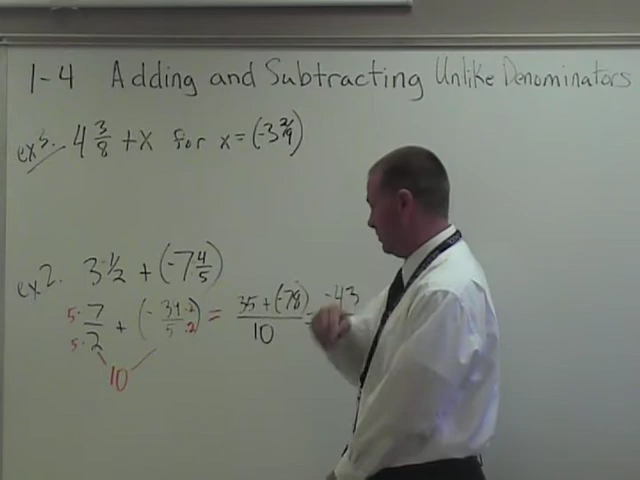 1-4 Adding and Subtracting Unlike Denominators
ex3. 4 3/8 + x for x = (-3 2/9)
ex2. 3 1/2 + (-7 4/5)
5· 7/2 ·5 + (- 39·2/5·2) = 35 + (-78)/10 = -43
10